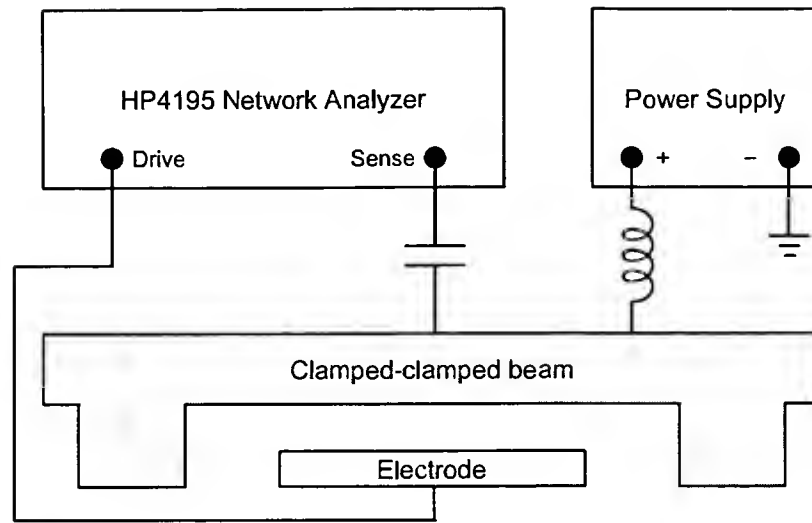 HP4195 Network Analyzer
Power Supply
Drive
Sense
+
–
Clamped-clamped beam
Electrode